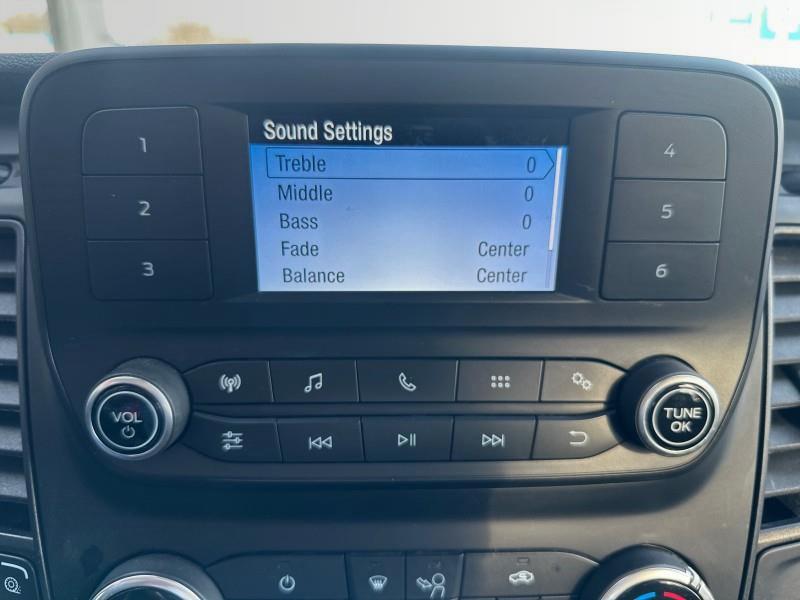 Sound Settings
Treble 0
Middle 0
Bass 0
Fade Center
Balance Center
1
2
3
4
5
6
VOL
TUNE
OK